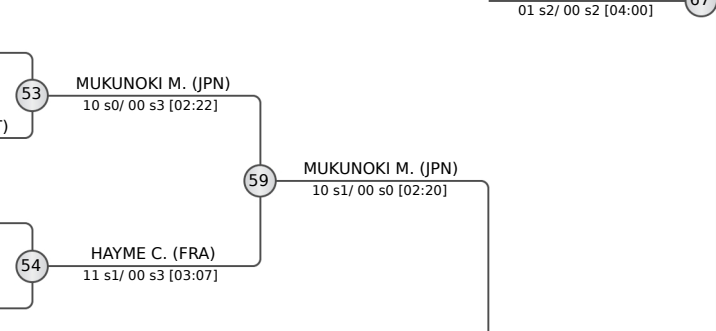 67
01 s2/ 00 s2 [04:00]
53
MUKUNOKI M. (JPN)
10 s0/ 00 s3 [02:22]
)
59
MUKUNOKI M. (JPN)
10 s1/ 00 s0 [02:20]
54
HAYME C. (FRA)
11 s1/ 00 s3 [03:07]